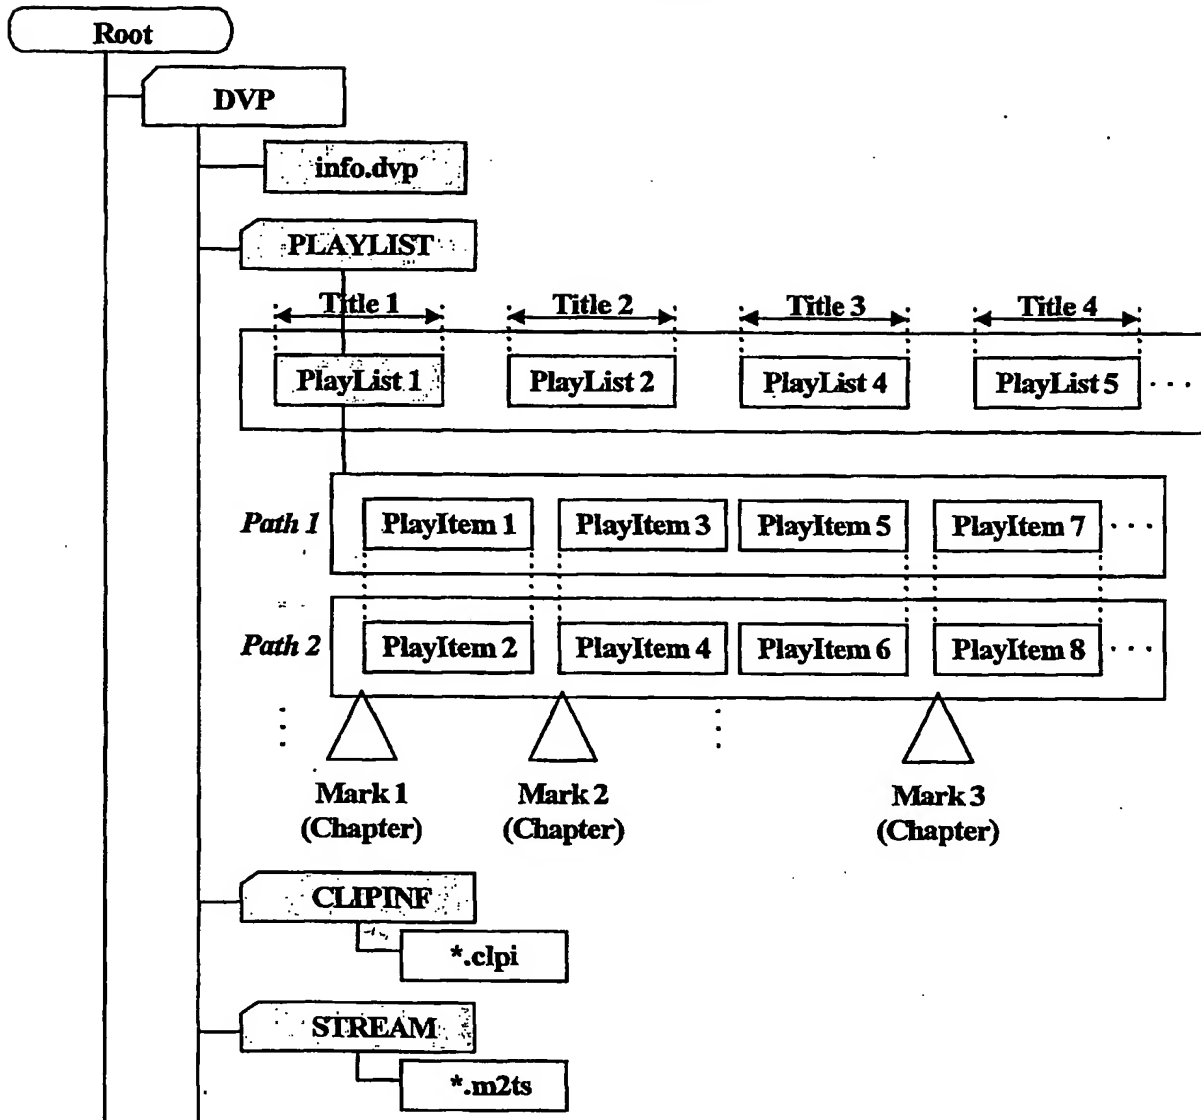 Root
DVP
info.dvp
PLAYLIST
Title 1 Title 2 Title 3 Title 4
PlayList 1 PlayList 2 PlayList 4 PlayList 5 . . .
Path 1 PlayItem 1 PlayItem 3 PlayItem 5 PlayItem 7 . . .
Path 2 PlayItem 2 PlayItem 4 PlayItem 6 PlayItem 8 . . .
Mark 1 Mark 2 Mark 3
(Chapter) (Chapter) (Chapter)
CLIPINF
*.clpi
STREAM
*.m2ts